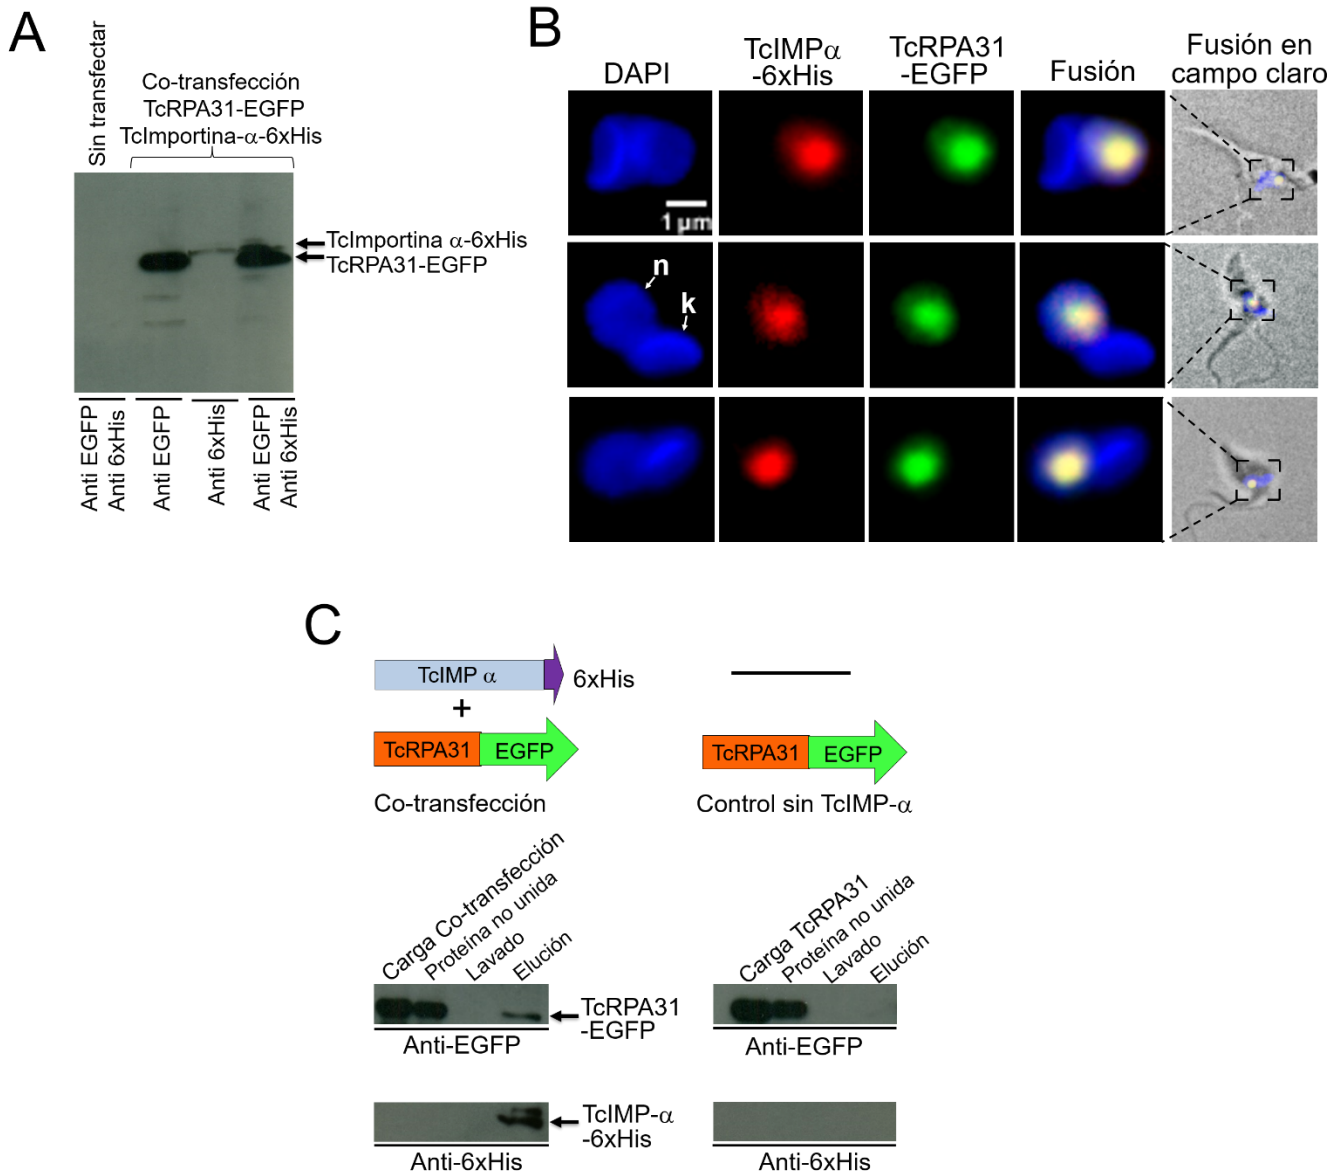 A
Sin transfectar
Co-transfección
TcRPA31-EGFP
TcImportina-α-6xHis
TcImportina α-6xHis
TcRPA31-EGFP
Anti EGFP
Anti 6xHis
Anti EGFP
Anti 6xHis
Anti EGFP
Anti 6xHis
B
DAPI
TcIMPα
-6xHis
TcRPA31
-EGFP
Fusión
Fusión en
campo claro
1 µm
n
k
C
TcIMP α
6xHis
+
TcRPA31
EGFP
TcRPA31
EGFP
Co-transfección
Control sin TcIMP-α
Carga Co-transfección
Proteína no unida
Lavado
Elución
Carga TcRPA31
Proteína no unida
Lavado
Elución
TcRPA31
-EGFP
Anti-EGFP
Anti-EGFP
TcIMP-α
-6xHis
Anti-6xHis
Anti-6xHis